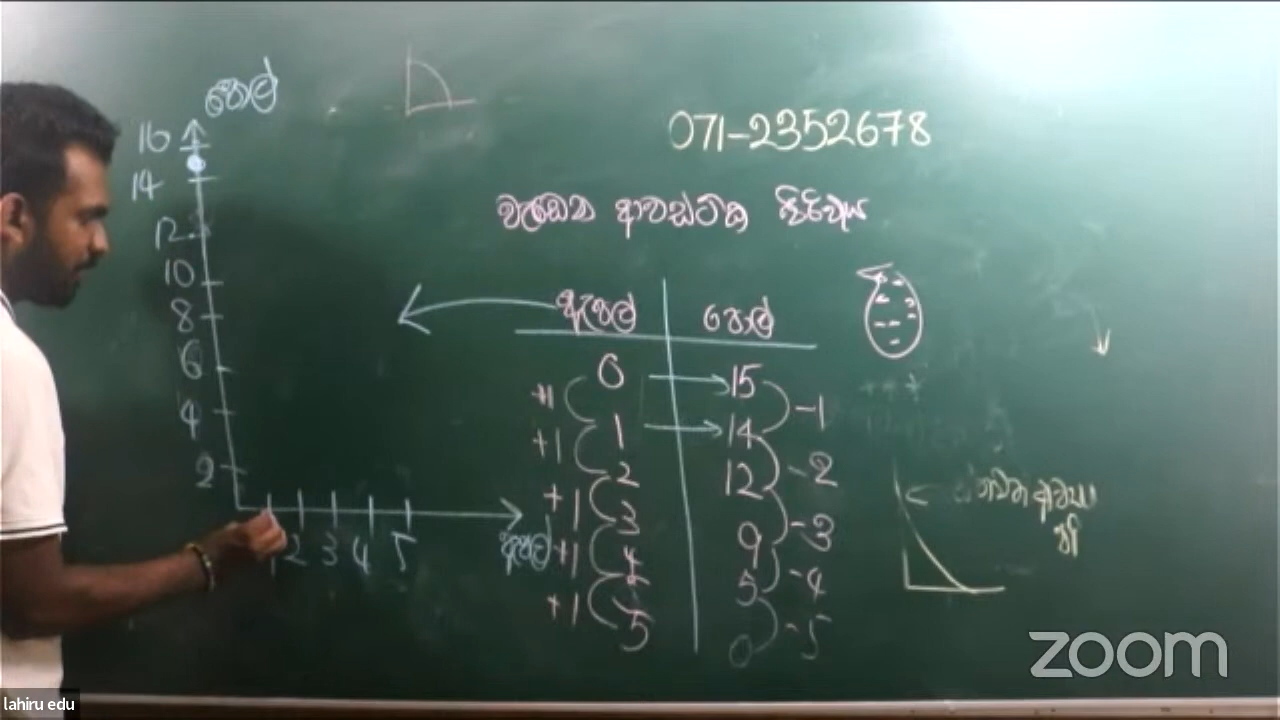 පොල්
071-2352678
16
14
12
10
8
6
4
2
1 2 3 4 5
ඇපල්
වැඩෙන ආවස්ථික පිරිවැය
ඇපල් පොල්
0 15
+1 -1
1 14
+1 -2
2 12
+1 -3
3 9
+1 -4
4 5
+1 -5
5 0
zoom
lahiru edu